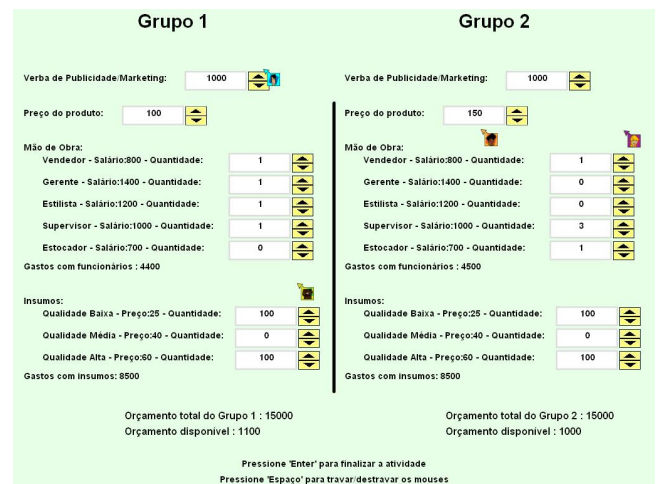 Grupo 1
Verba de Publicidade/Marketing: 1000
Preço do produto: 100
Mão de Obra:
Vendedor - Salário:800 - Quantidade: 1
Gerente - Salário:1400 - Quantidade: 1
Estilista - Salário:1200 - Quantidade: 1
Supervisor - Salário:1000 - Quantidade: 1
Estocador - Salário:700 - Quantidade: 0
Gastos com funcionários : 4400
Insumos:
Qualidade Baixa - Preço:25 - Quantidade: 100
Qualidade Média - Preço:40 - Quantidade: 0
Qualidade Alta - Preço:60 - Quantidade: 100
Gastos com insumos: 8500
Orçamento total do Grupo 1 : 15000
Orçamento disponível : 1100
Grupo 2
Verba de Publicidade/Marketing: 1000
Preço do produto: 150
Mão de Obra:
Vendedor - Salário:800 - Quantidade: 1
Gerente - Salário:1400 - Quantidade: 0
Estilista - Salário:1200 - Quantidade: 0
Supervisor - Salário:1000 - Quantidade: 3
Estocador - Salário:700 - Quantidade: 1
Gastos com funcionários : 4500
Insumos:
Qualidade Baixa - Preço:25 - Quantidade: 100
Qualidade Média - Preço:40 - Quantidade: 0
Qualidade Alta - Preço:60 - Quantidade: 100
Gastos com insumos: 8500
Orçamento total do Grupo 2 : 15000
Orçamento disponível : 1000
Pressione 'Enter' para finalizar a atividade
Pressione 'Espaço' para travar/destravar os mouses